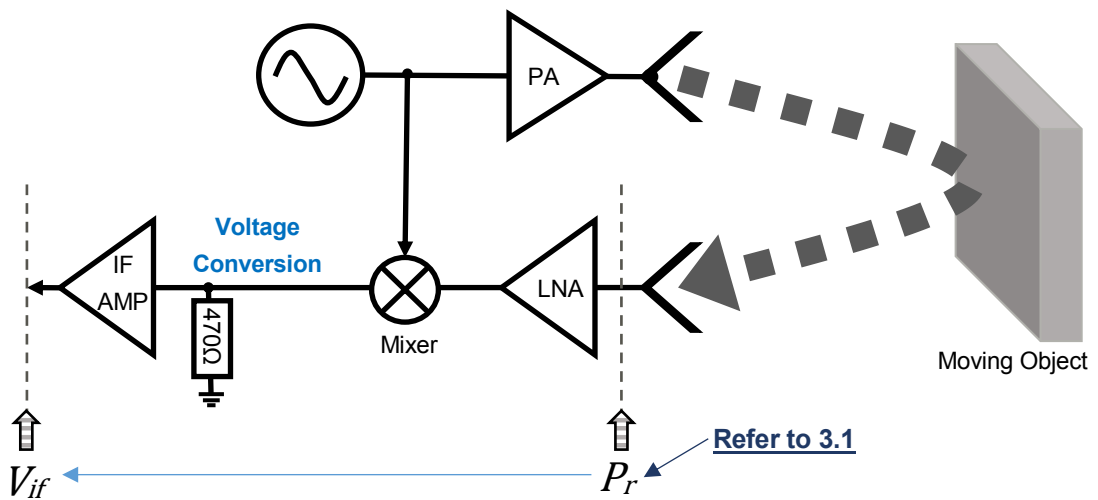 PA
Voltage
Conversion
IF
AMP
LNA
470Ω
Mixer
Moving Object
Refer to 3.1
Vif
Pr